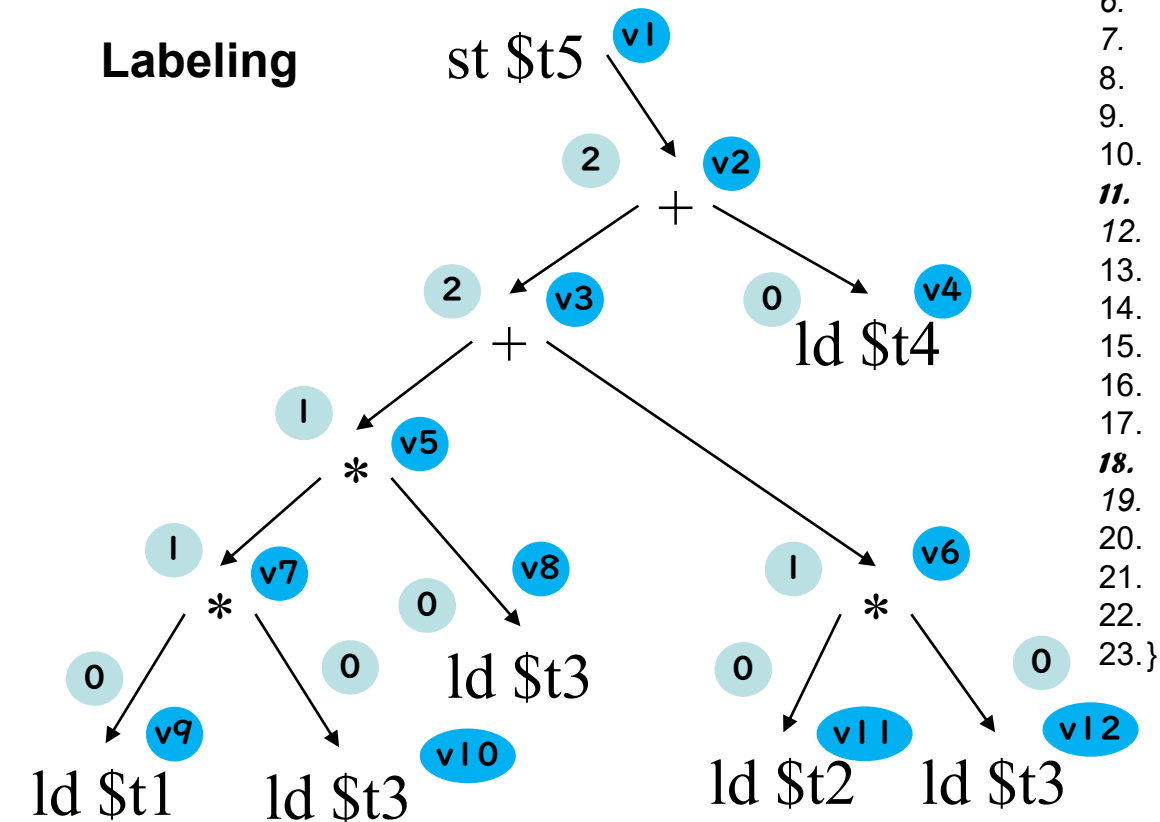 Labeling
st $t5
v1
2
v2
+
2
v3
0
v4
+
ld $t4
1
v5
*
1
v7
v8
1
v6
*
0
*
0
0
ld $t3
0
0
v9
v10
v11
v12
ld $t1
ld $t3
ld $t2
ld $t3
6.
7.
8.
9.
10.
11.
12.
13.
14.
15.
16.
17.
18.
19.
20.
21.
22.
23.}